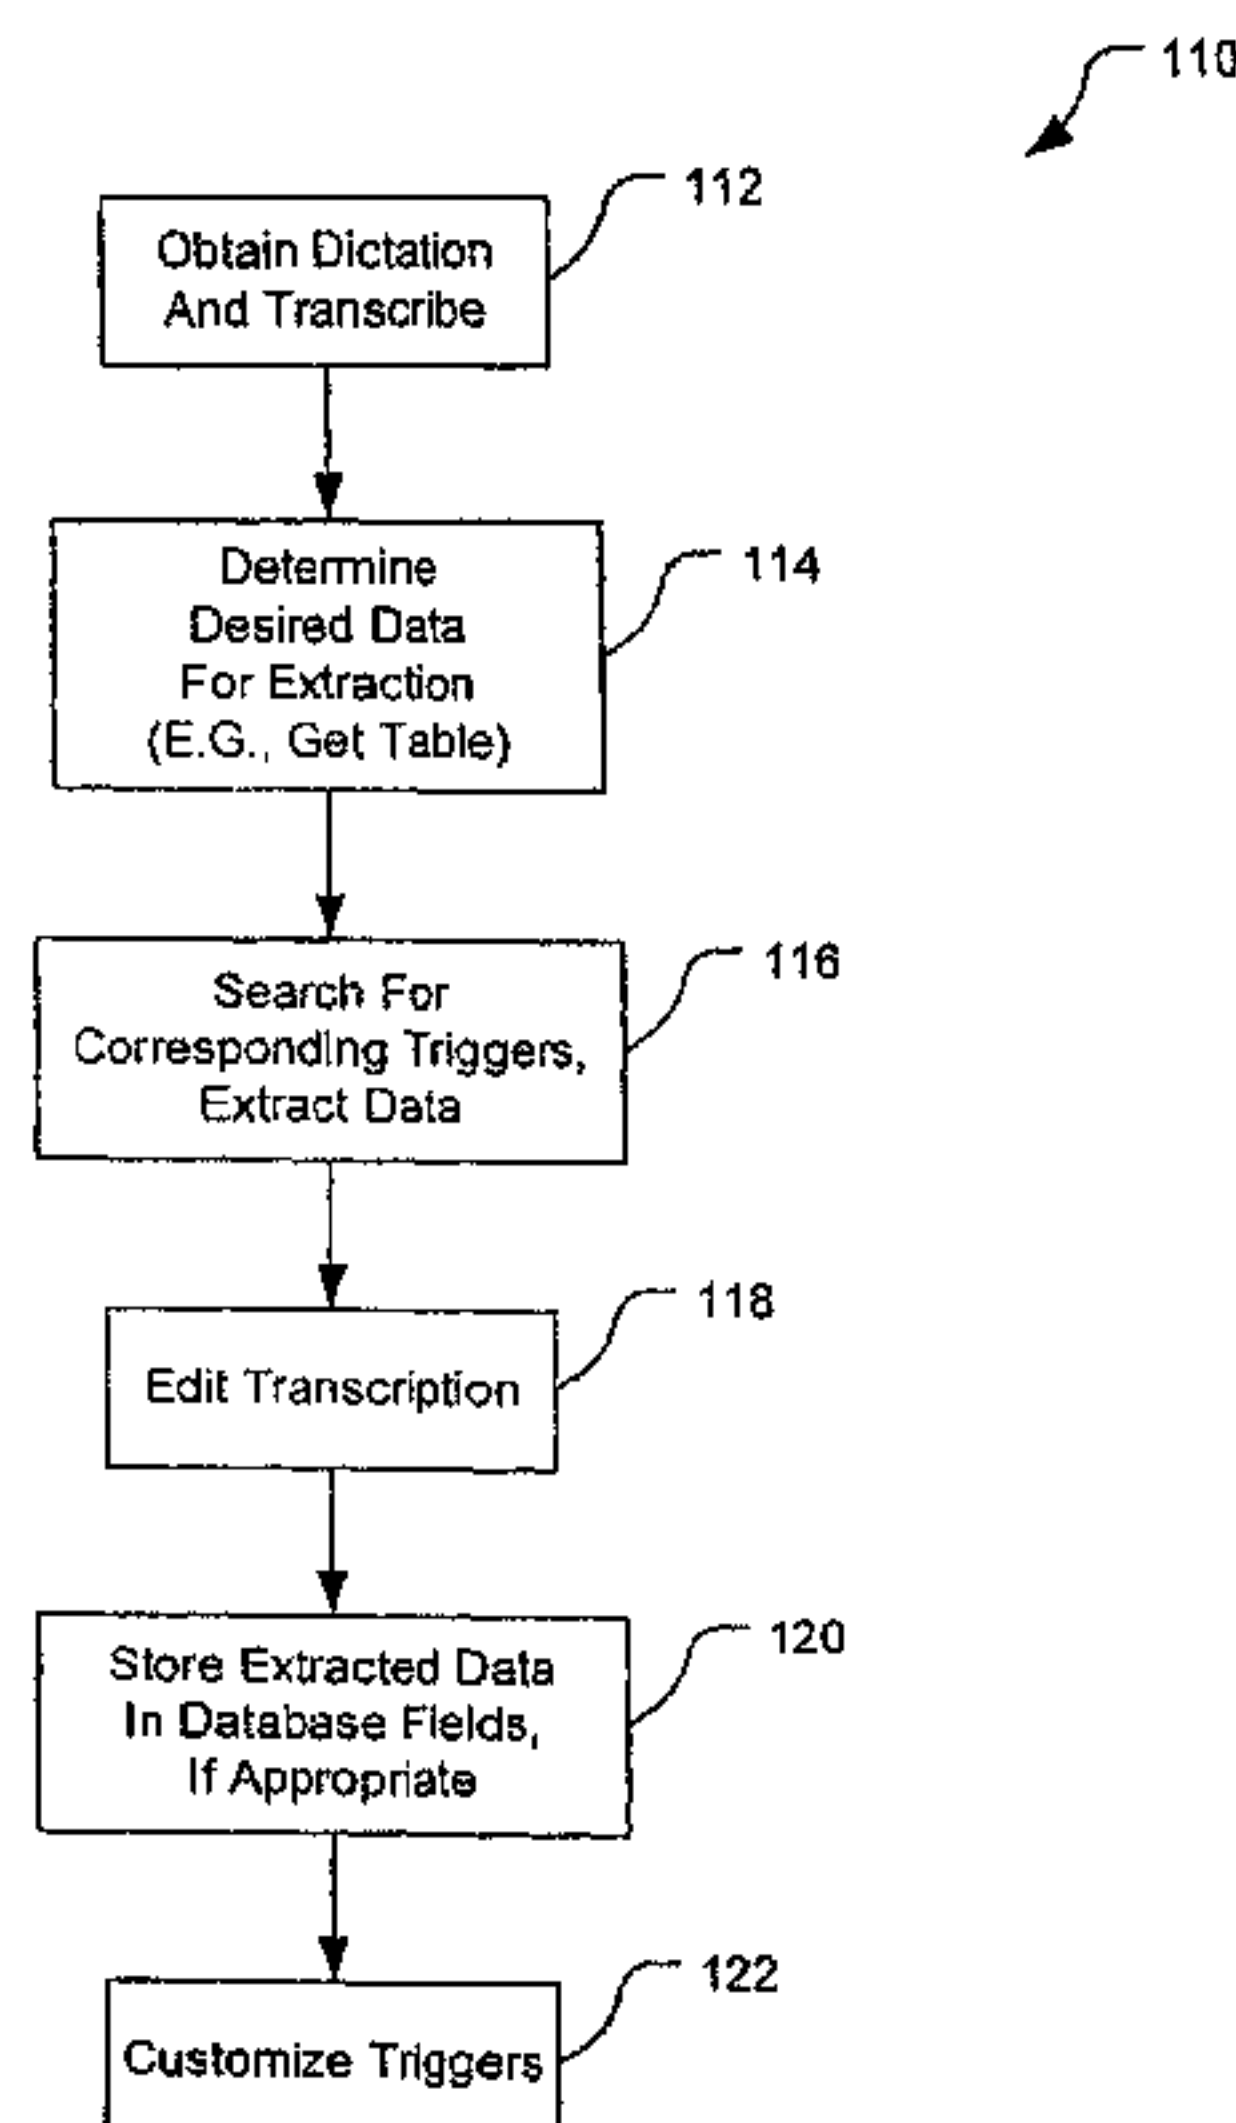 110
112
Obtain Dictation
And Transcribe
114
Determine
Desired Data
For Extraction
(E.G., Get Table)
116
Search For
Corresponding Triggers,
Extract Data
118
Edit Transcription
120
Store Extracted Data
In Database Fields,
If Appropriate
122
Customize Triggers